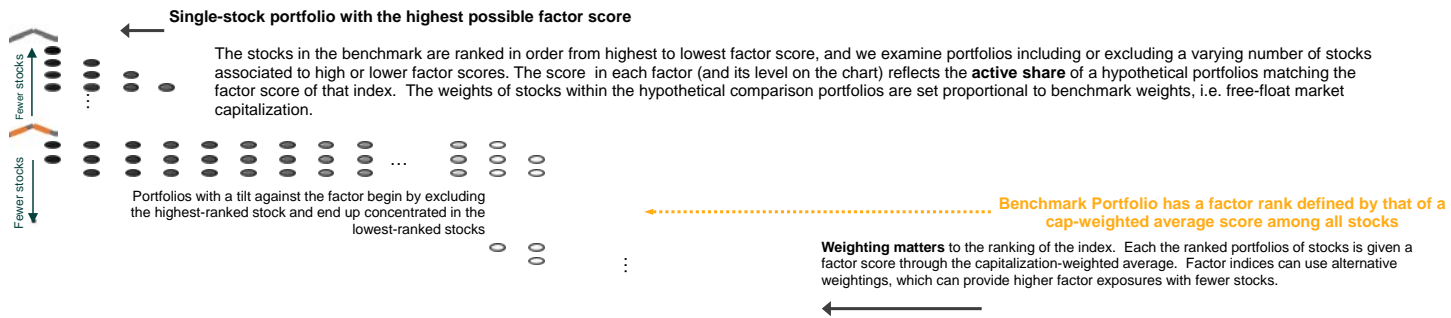 Single-stock portfolio with the highest possible factor score
The stocks in the benchmark are ranked in order from highest to lowest factor score, and we examine portfolios including or excluding a varying number of stocks
associated to high or lower factor scores. The score in each factor (and its level on the chart) reflects the active share of a hypothetical portfolios matching the
factor score of that index. The weights of stocks within the hypothetical comparison portfolios are set proportional to benchmark weights, i.e. free-float market
capitalization.
Fewer stocks
⋮
...
Fewer stocks
Portfolios with a tilt against the factor begin by excluding
the highest-ranked stock and end up concentrated in the
lowest-ranked stocks
Benchmark Portfolio has a factor rank defined by that of a
cap-weighted average score among all stocks
Weighting matters to the ranking of the index. Each the ranked portfolios of stocks is given a
factor score through the capitalization-weighted average. Factor indices can use alternative
weightings, which can provide higher factor exposures with fewer stocks.
⋮